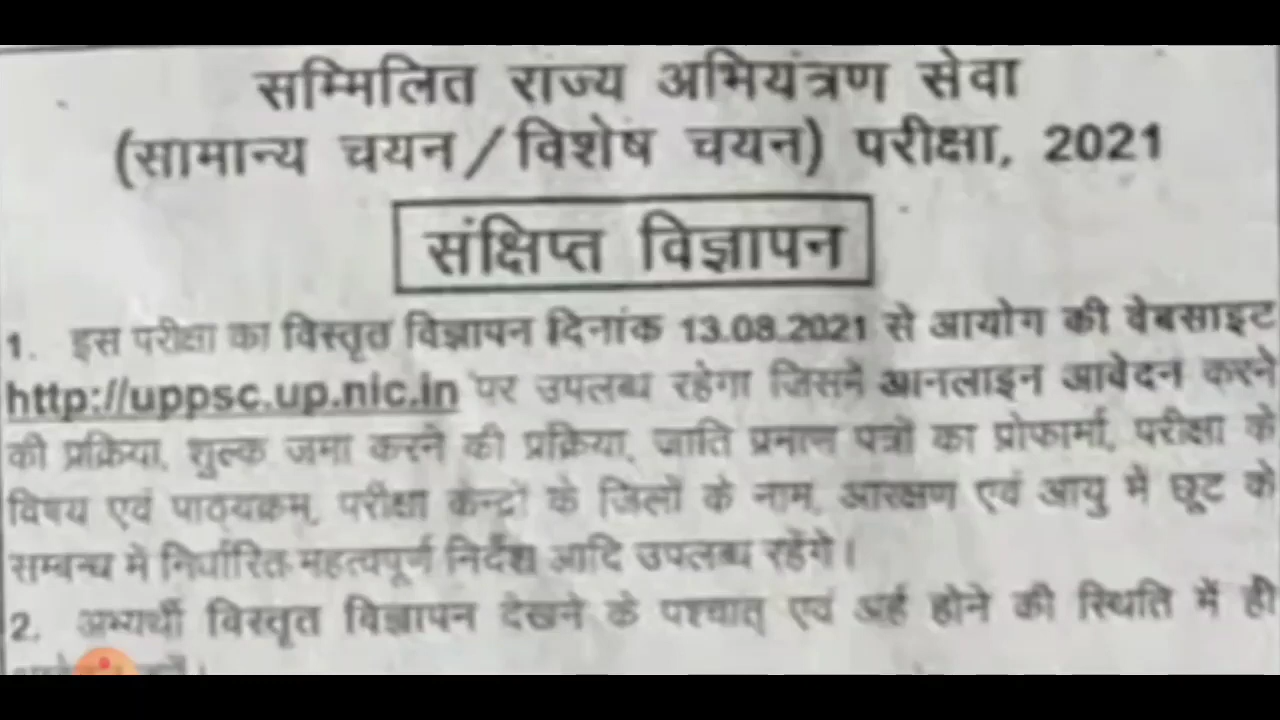 सम्मिलित राज्य अभियंत्रण सेवा
(सामान्य चयन/विशेष चयन) परीक्षा, 2021
संक्षिप्त विज्ञापन
1. इस परीक्षा का विस्तृत विज्ञापन दिनांक 13.08.2021 से आयोग की वेबसाइट
http://uppsc.up.nic.in पर उपलब्ध रहेगा जिसमें आनलाइन आवेदन करने
की प्रक्रिया, शुल्क जमा करने की प्रक्रिया, जाति प्रमाण पत्रों का प्रोफार्मा, परीक्षा के
विषय एवं पाठ्यक्रम, परीक्षा केन्द्रों के जिलों के नाम, आरक्षण एवं आयु में छूट के
सम्बन्ध में निर्धारित महत्वपूर्ण निर्देश आदि उपलब्ध रहेंगे।
2. अभ्यर्थी विस्तृत विज्ञापन देखने के पश्चात् एवं अर्ह होने की स्थिति में ही